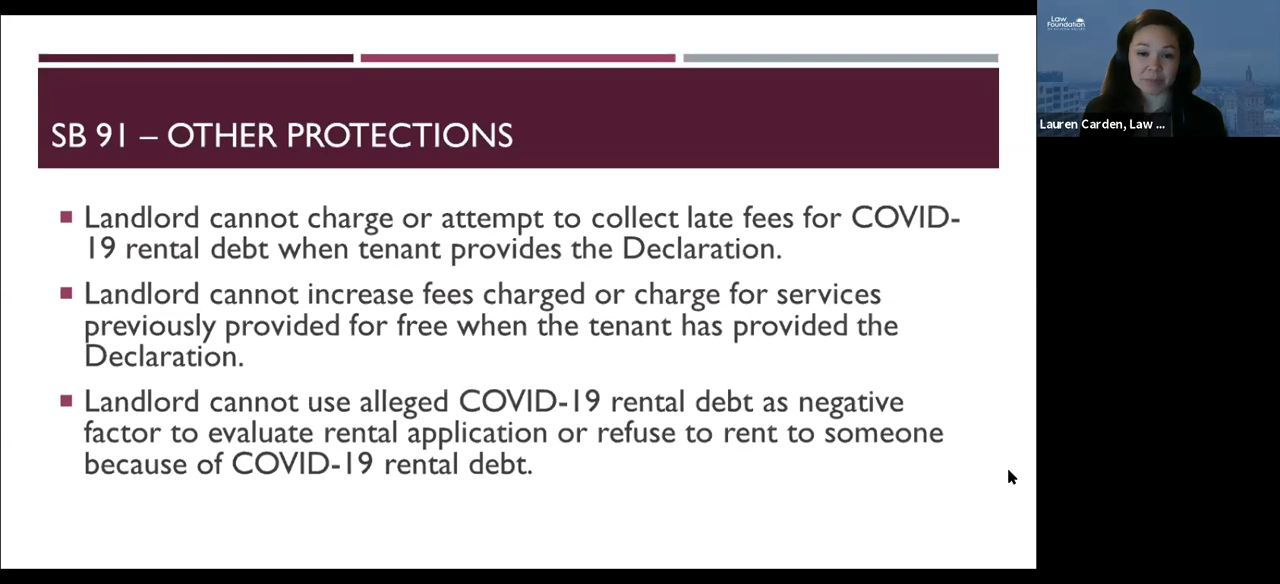 SB 91 – OTHER PROTECTIONS
Landlord cannot charge or attempt to collect late fees for COVID-
19 rental debt when tenant provides the Declaration.
Landlord cannot increase fees charged or charge for services
previously provided for free when the tenant has provided the
Declaration.
Landlord cannot use alleged COVID-19 rental debt as negative
factor to evaluate rental application or refuse to rent to someone
because of COVID-19 rental debt.
Law
Foundation
Lauren Carden, Law ...